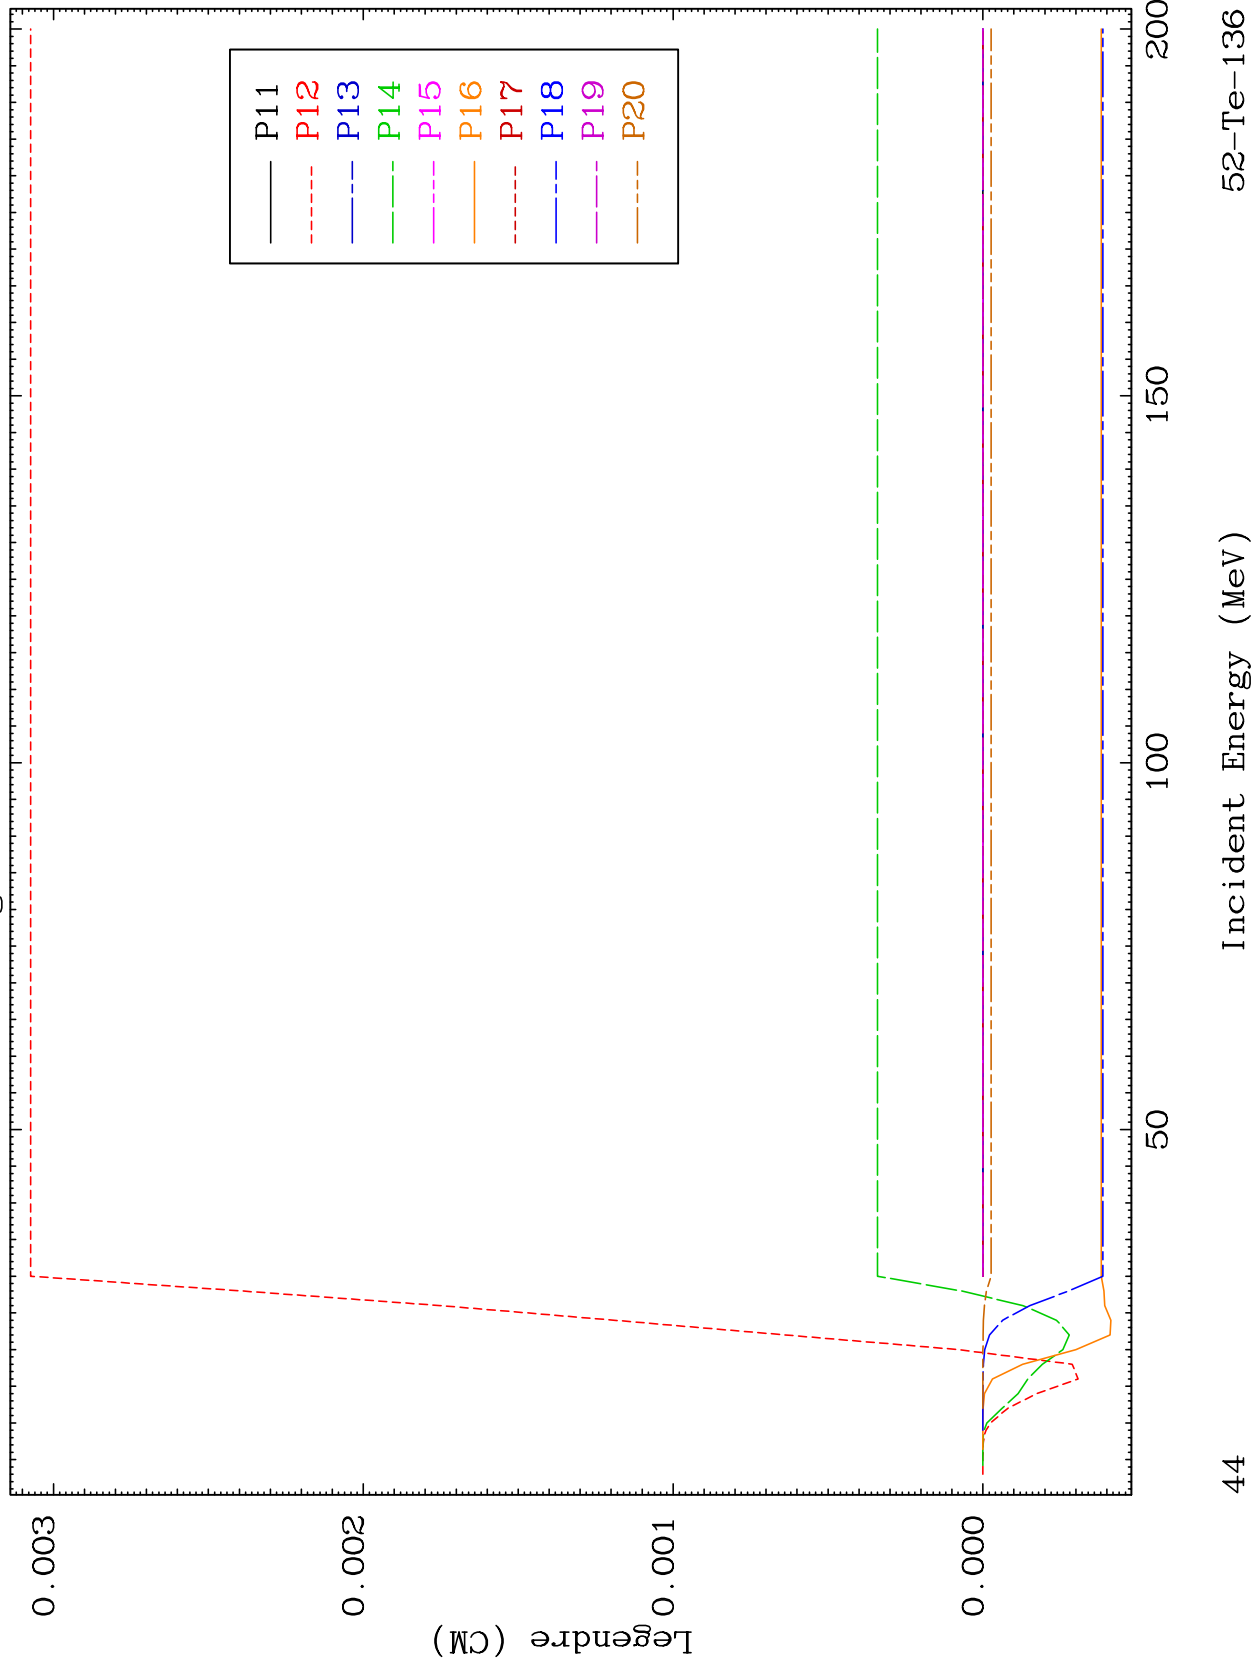 Legendre (CM)
0.003
0.002
0.001
0.000
50
100
150
200
P11
P12
P13
P14
P15
P16
P17
P18
P19
P20
Incident Energy (MeV)
44
52-Te-136